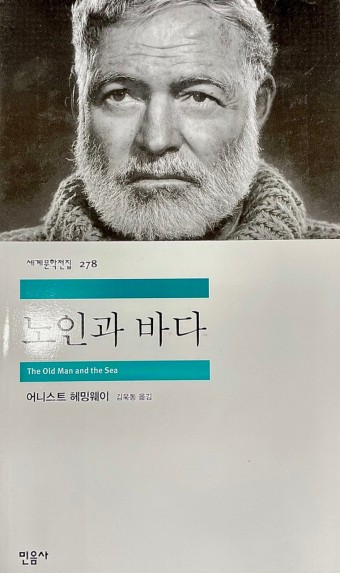 세계문학전집 278
노인과 바다
The Old Man and the Sea
어니스트 헤밍웨이 김욱동 옮김
민음사